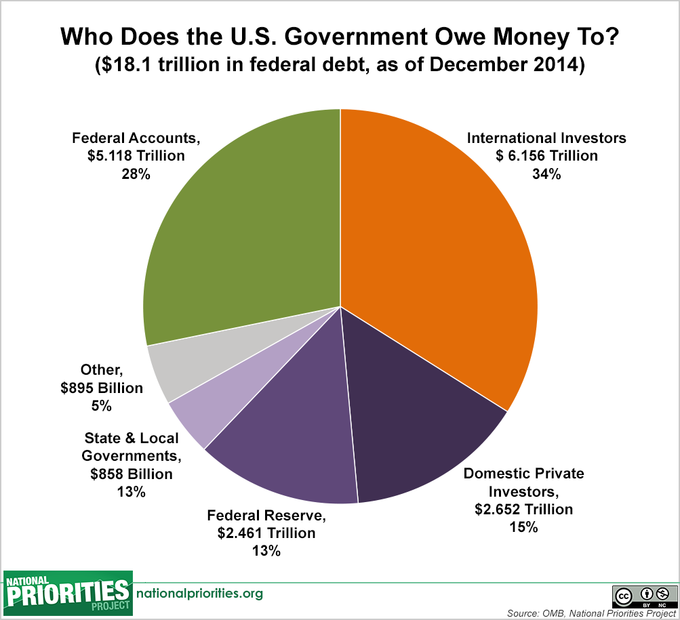 Who Does the U.S. Government Owe Money To?
($18.1 trillion in federal debt, as of December 2014)
Federal Accounts,
$5.118 Trillion
28%
International Investors
$ 6.156 Trillion
34%
Other,
$895 Billion
5%
State & Local
Governments,
$858 Billion
13%
Federal Reserve,
$2.461 Trillion
13%
Domestic Private
Investors,
$2.652 Trillion
15%
NATIONAL
PRIORITIES
PROJECT
nationalpriorities.org
cc
BY NC
Source: OMB, National Priorities Project